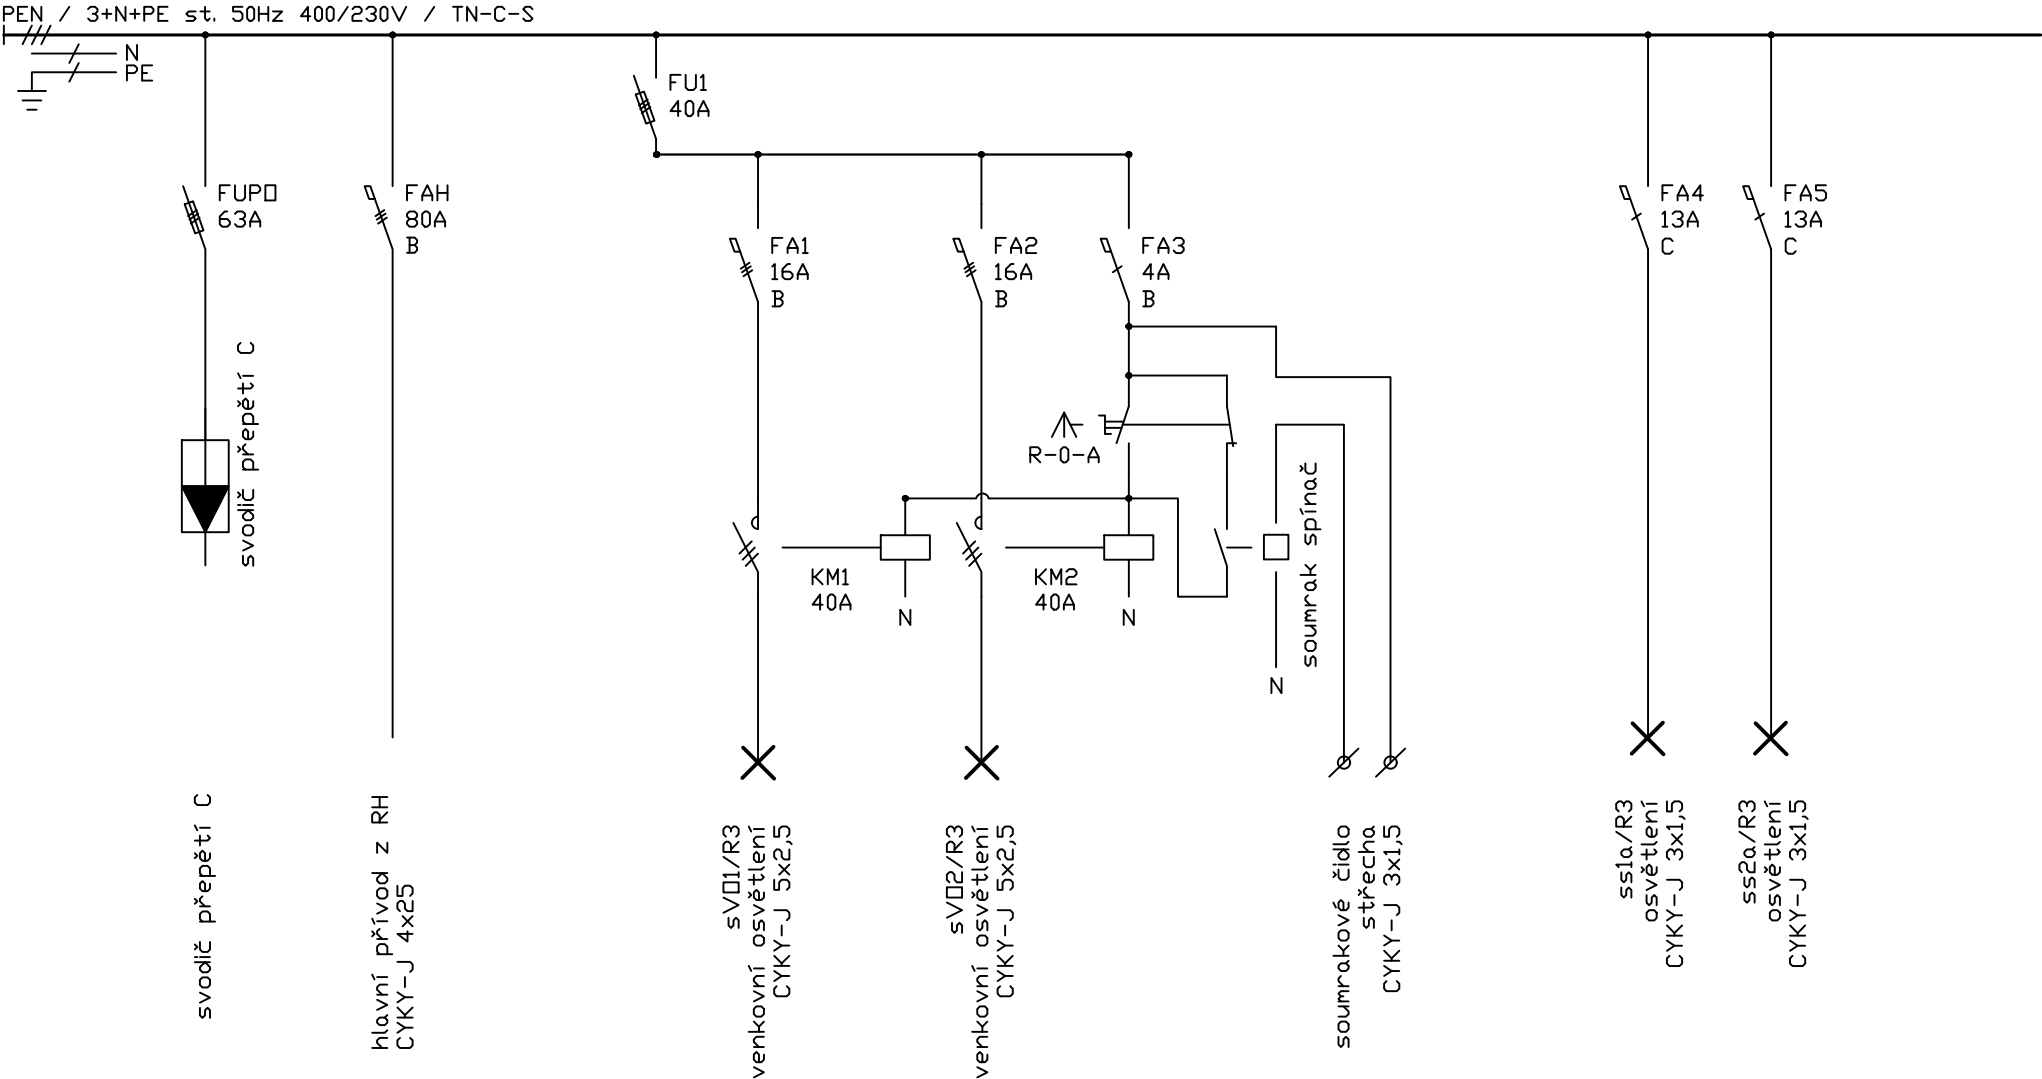 PEN / 3+N+PE st. 50Hz 400/230V / TN-C-S
N
PE
FU1
40A
FUPO
63A
FAH
80A
B
FA1
16A
B
FA2
16A
B
FA3
4A
B
FA4
13A
C
FA5
13A
C
svodič přepětí C
R-0-A
soumrak spínač
KM1
40A
N
KM2
40A
N
N
svodič přepětí C
hlavní přívod z RH
CYKY-J 4x25
sVO1/R3
venkovní osvětlení
CYKY-J 5x2,5
sVO2/R3
venkovní osvětlení
CYKY-J 5x2,5
soumrakové čidlo
střecha
CYKY-J 3x1,5
ss1a/R3
osvětlení
CYKY-J 3x1,5
ss2a/R3
osvětlení
CYKY-J 3x1,5